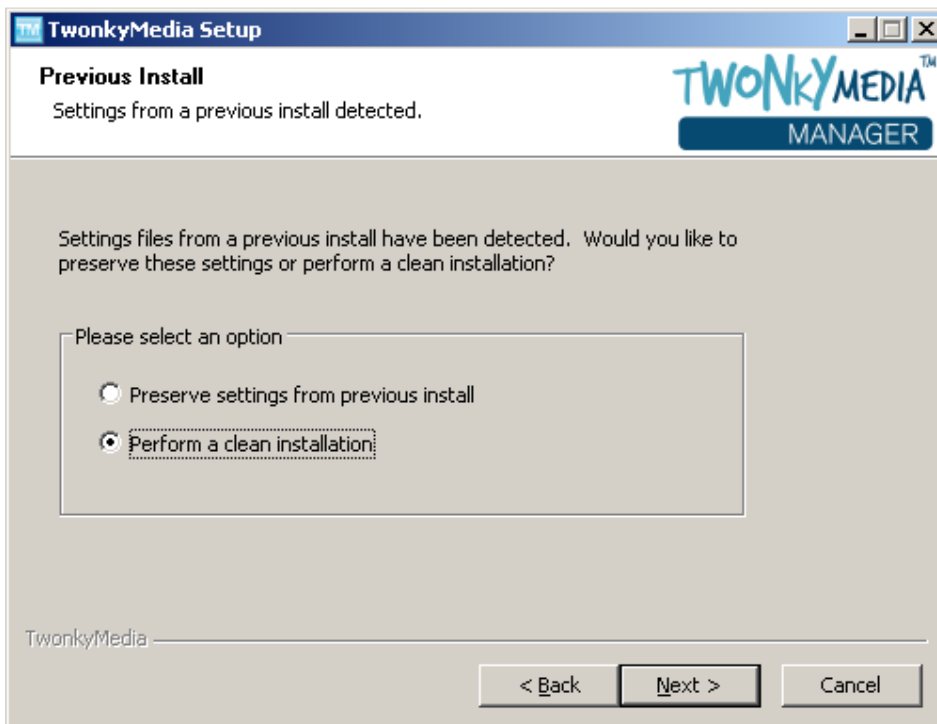 TM TwonkyMedia Setup
Previous Install
Settings from a previous install detected.
TWONKYMEDIA™
MANAGER
Settings files from a previous install have been detected. Would you like to
preserve these settings or perform a clean installation?
Please select an option
Preserve settings from previous install
Perform a clean installation
TwonkyMedia
< Back
Next >
Cancel